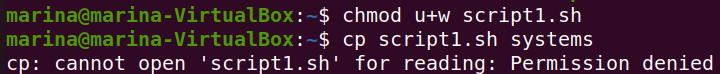 marina@marina-VirtualBox:~$ chmod u+w script1.sh
marina@marina-VirtualBox:~$ cp script1.sh systems
cp: cannot open 'script1.sh' for reading: Permission denied